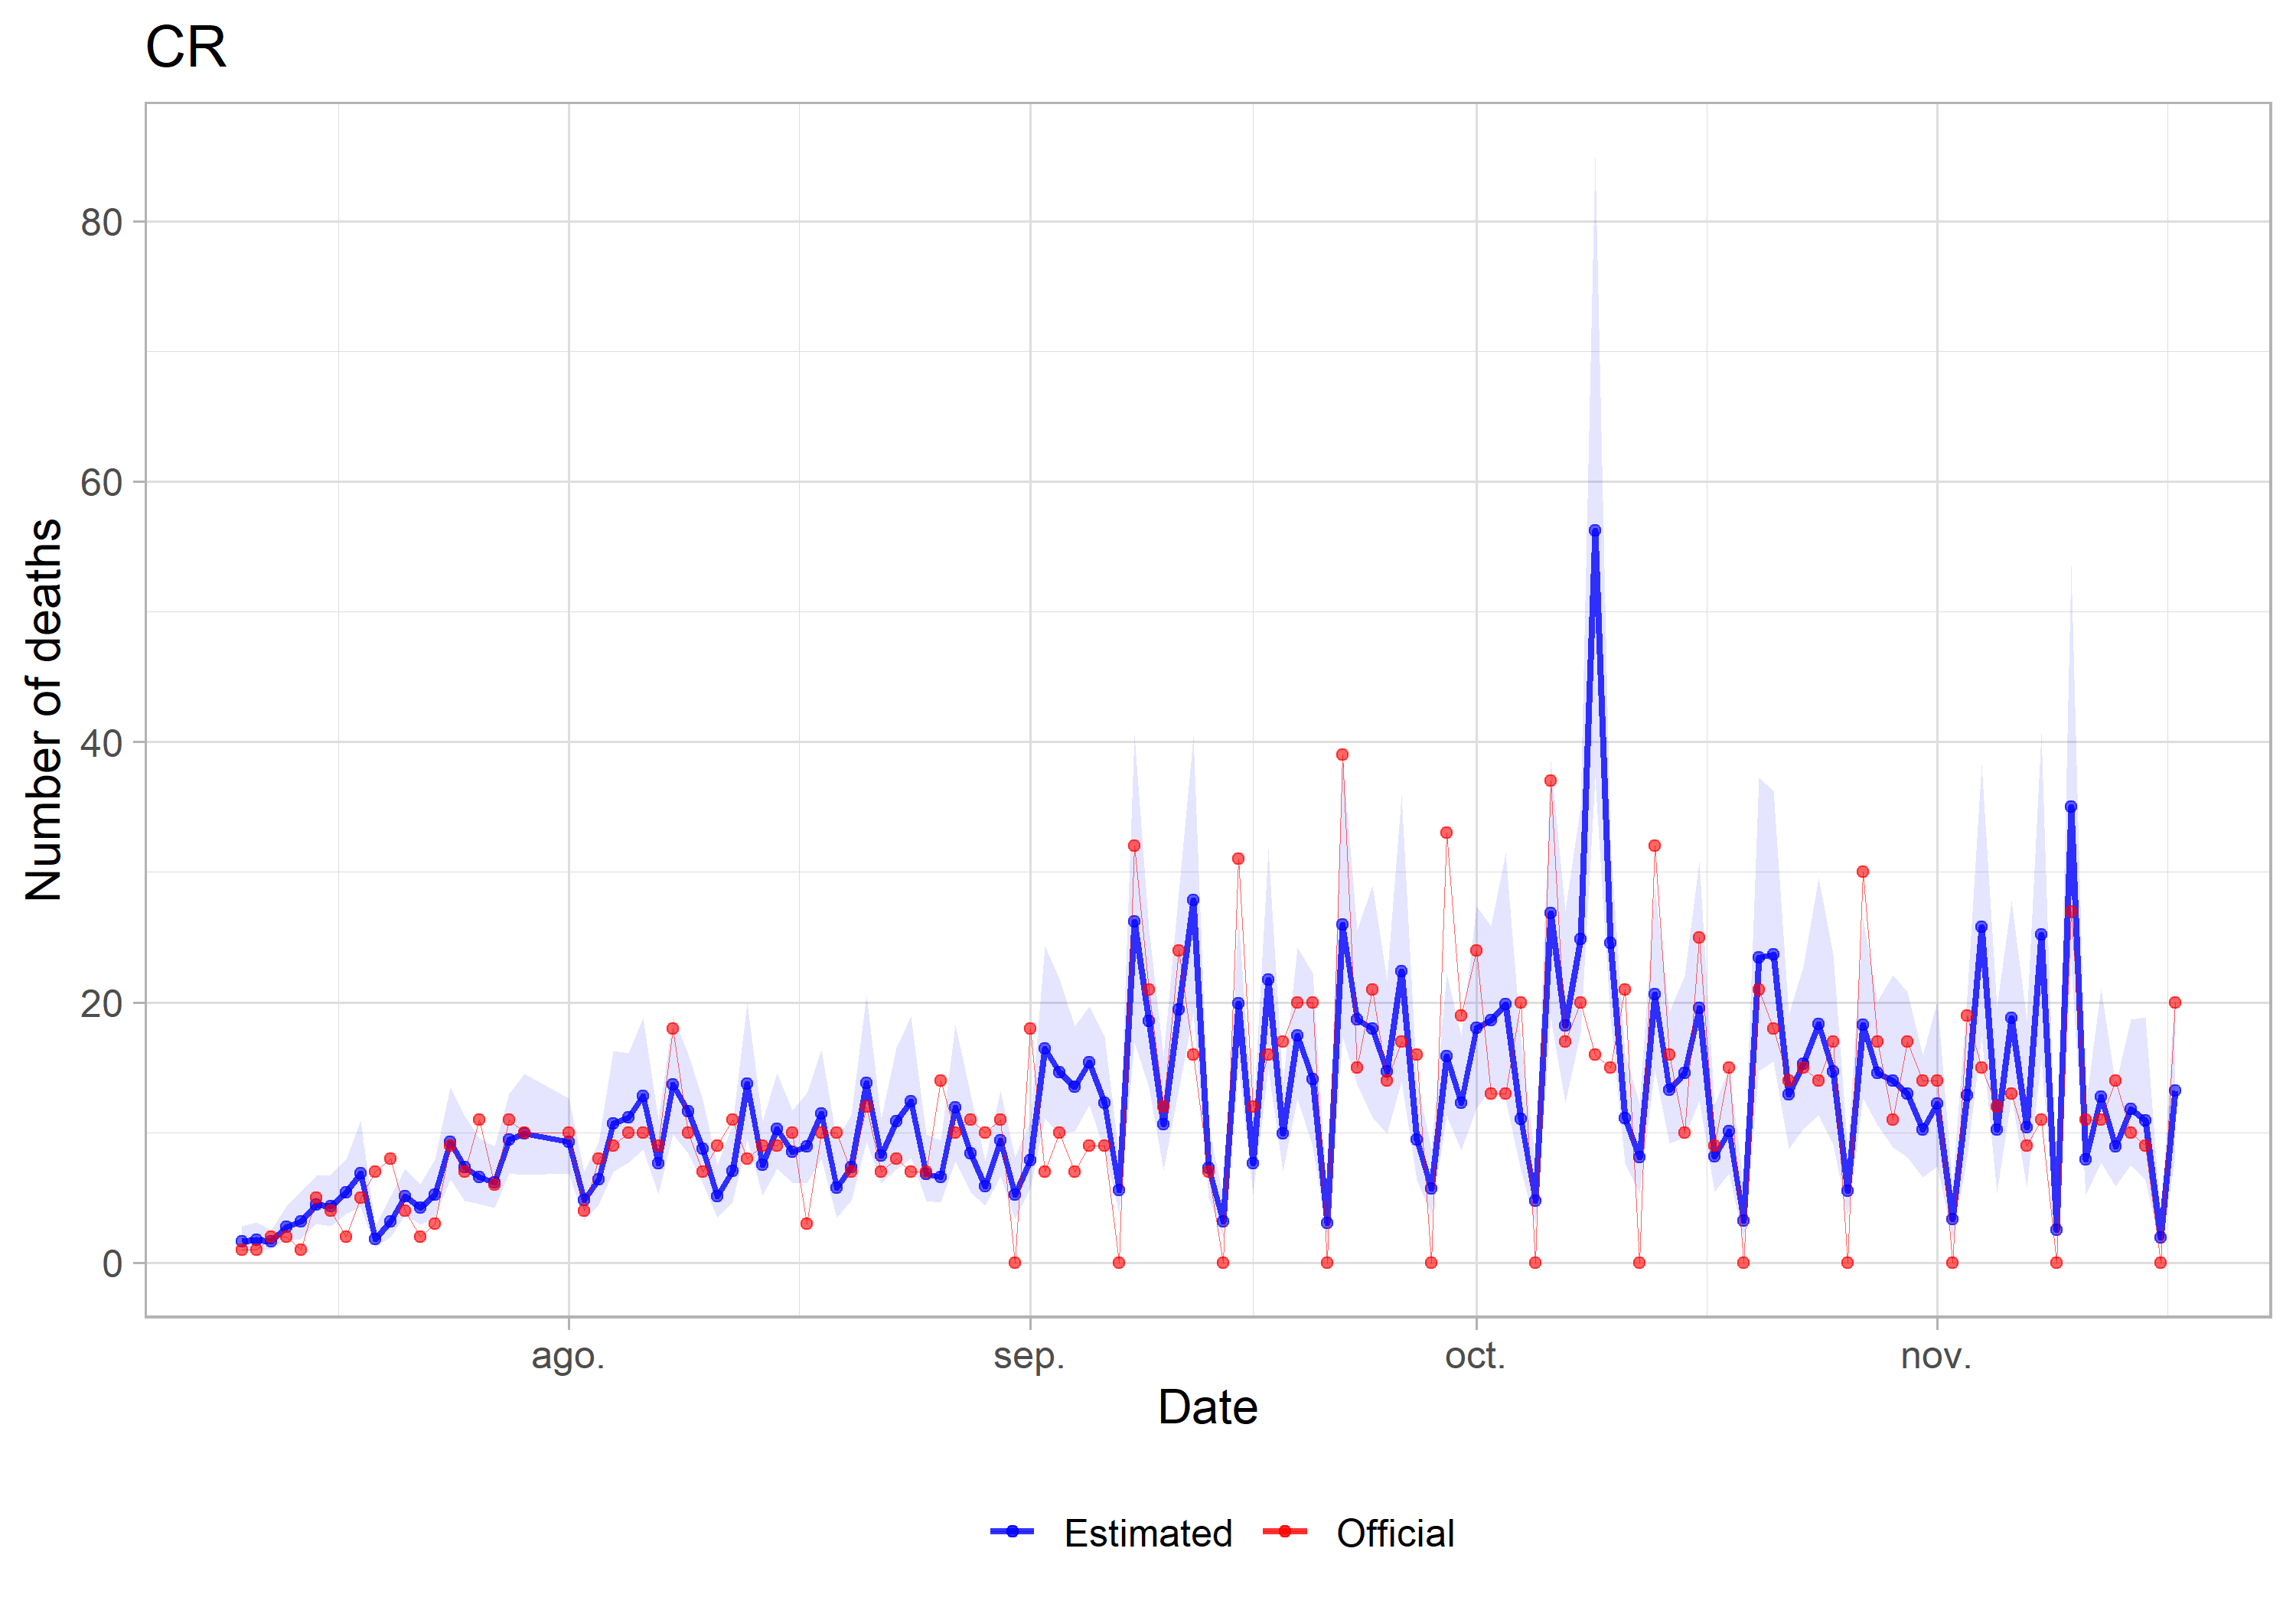 CR
Number of deaths
80
60
40
20
0
ago.
sep.
oct.
nov.
Date
Estimated
Official